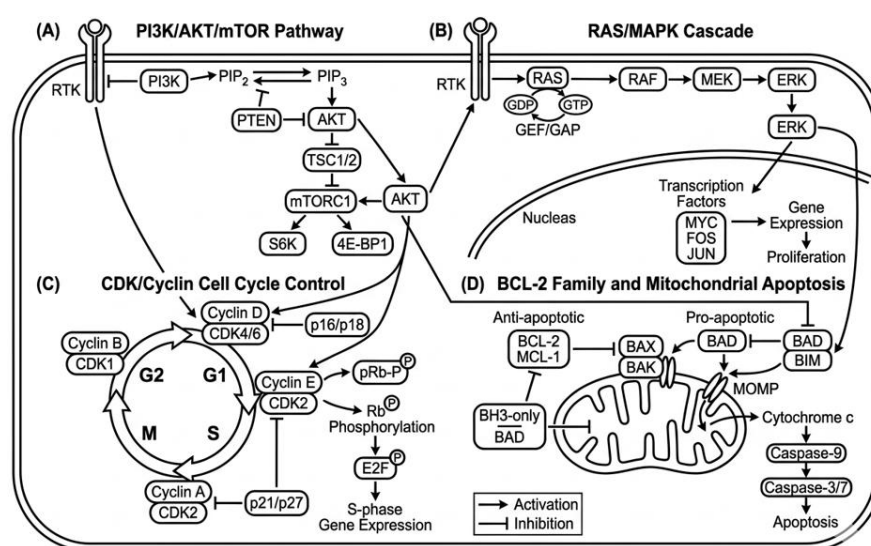 (A) PI3K/AKT/mTOR Pathway
RTK
PI3K
PIP2
PIP3
PTEN
AKT
TSC1/2
mTORC1
AKT
S6K
4E-BP1
(B) RAS/MAPK Cascade
RTK
RAS
RAF
MEK
ERK
GDP
GTP
GEF/GAP
ERK
Nucleus
Transcription
Factors
MYC
FOS
JUN
Gene
Expression
Proliferation
(C) CDK/Cyclin Cell Cycle Control
Cyclin D
CDK4/6
p16/p18
Cyclin B
CDK1
G2
G1
M
S
Cyclin E
CDK2
pRb-P
P
Rb
P
Phosphorylation
E2F
P
S-phase
Gene Expression
Cyclin A
CDK2
p21/p27
(D) BCL-2 Family and Mitochondrial Apoptosis
Anti-apoptotic
BCL-2
MCL-1
BAX
BAK
Pro-apoptotic
BAD
BAD
BIM
MOMP
BH3-only
BAD
Cytochrome c
Caspase-9
Caspase-3/7
Apoptosis
Activation
Inhibition